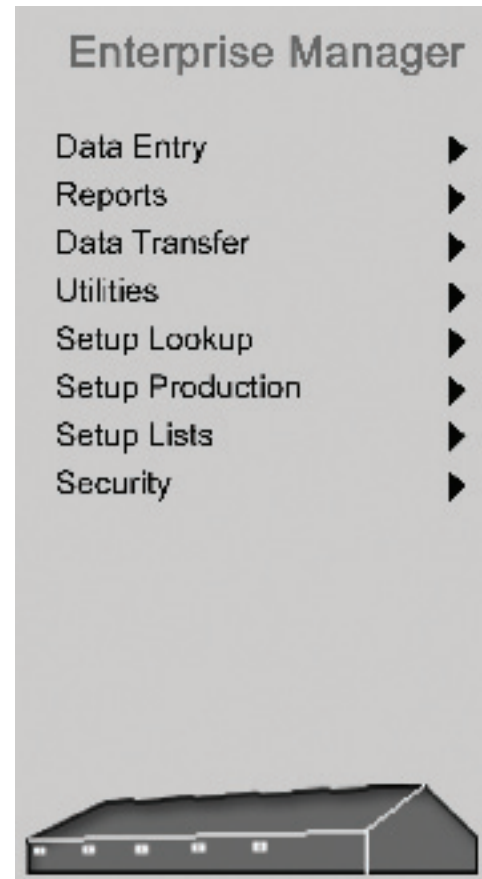 Enterprise Manager
Data Entry
Reports
Data Transfer
Utilities
Setup Lookup
Setup Production
Setup Lists
Security